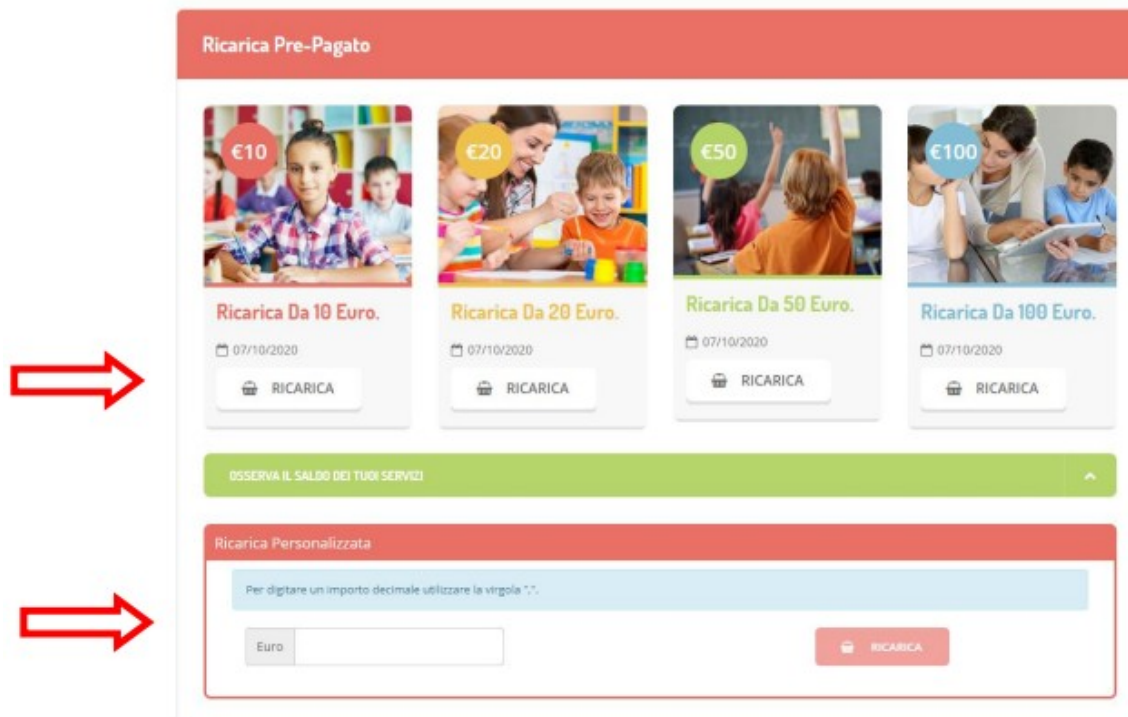 Ricarica Pre-Pagato
€10
€20
€50
€100
Ricarica Da 10 Euro.
Ricarica Da 20 Euro.
Ricarica Da 50 Euro.
Ricarica Da 100 Euro.
07/10/2020
07/10/2020
07/10/2020
07/10/2020
RICARICA
RICARICA
RICARICA
RICARICA
OSSERVA IL SALDO DEI TUOI SERVIZI
Ricarica Personalizzata
Per digitare un importo decimale utilizzare la virgola ",".
Euro
RICARICA